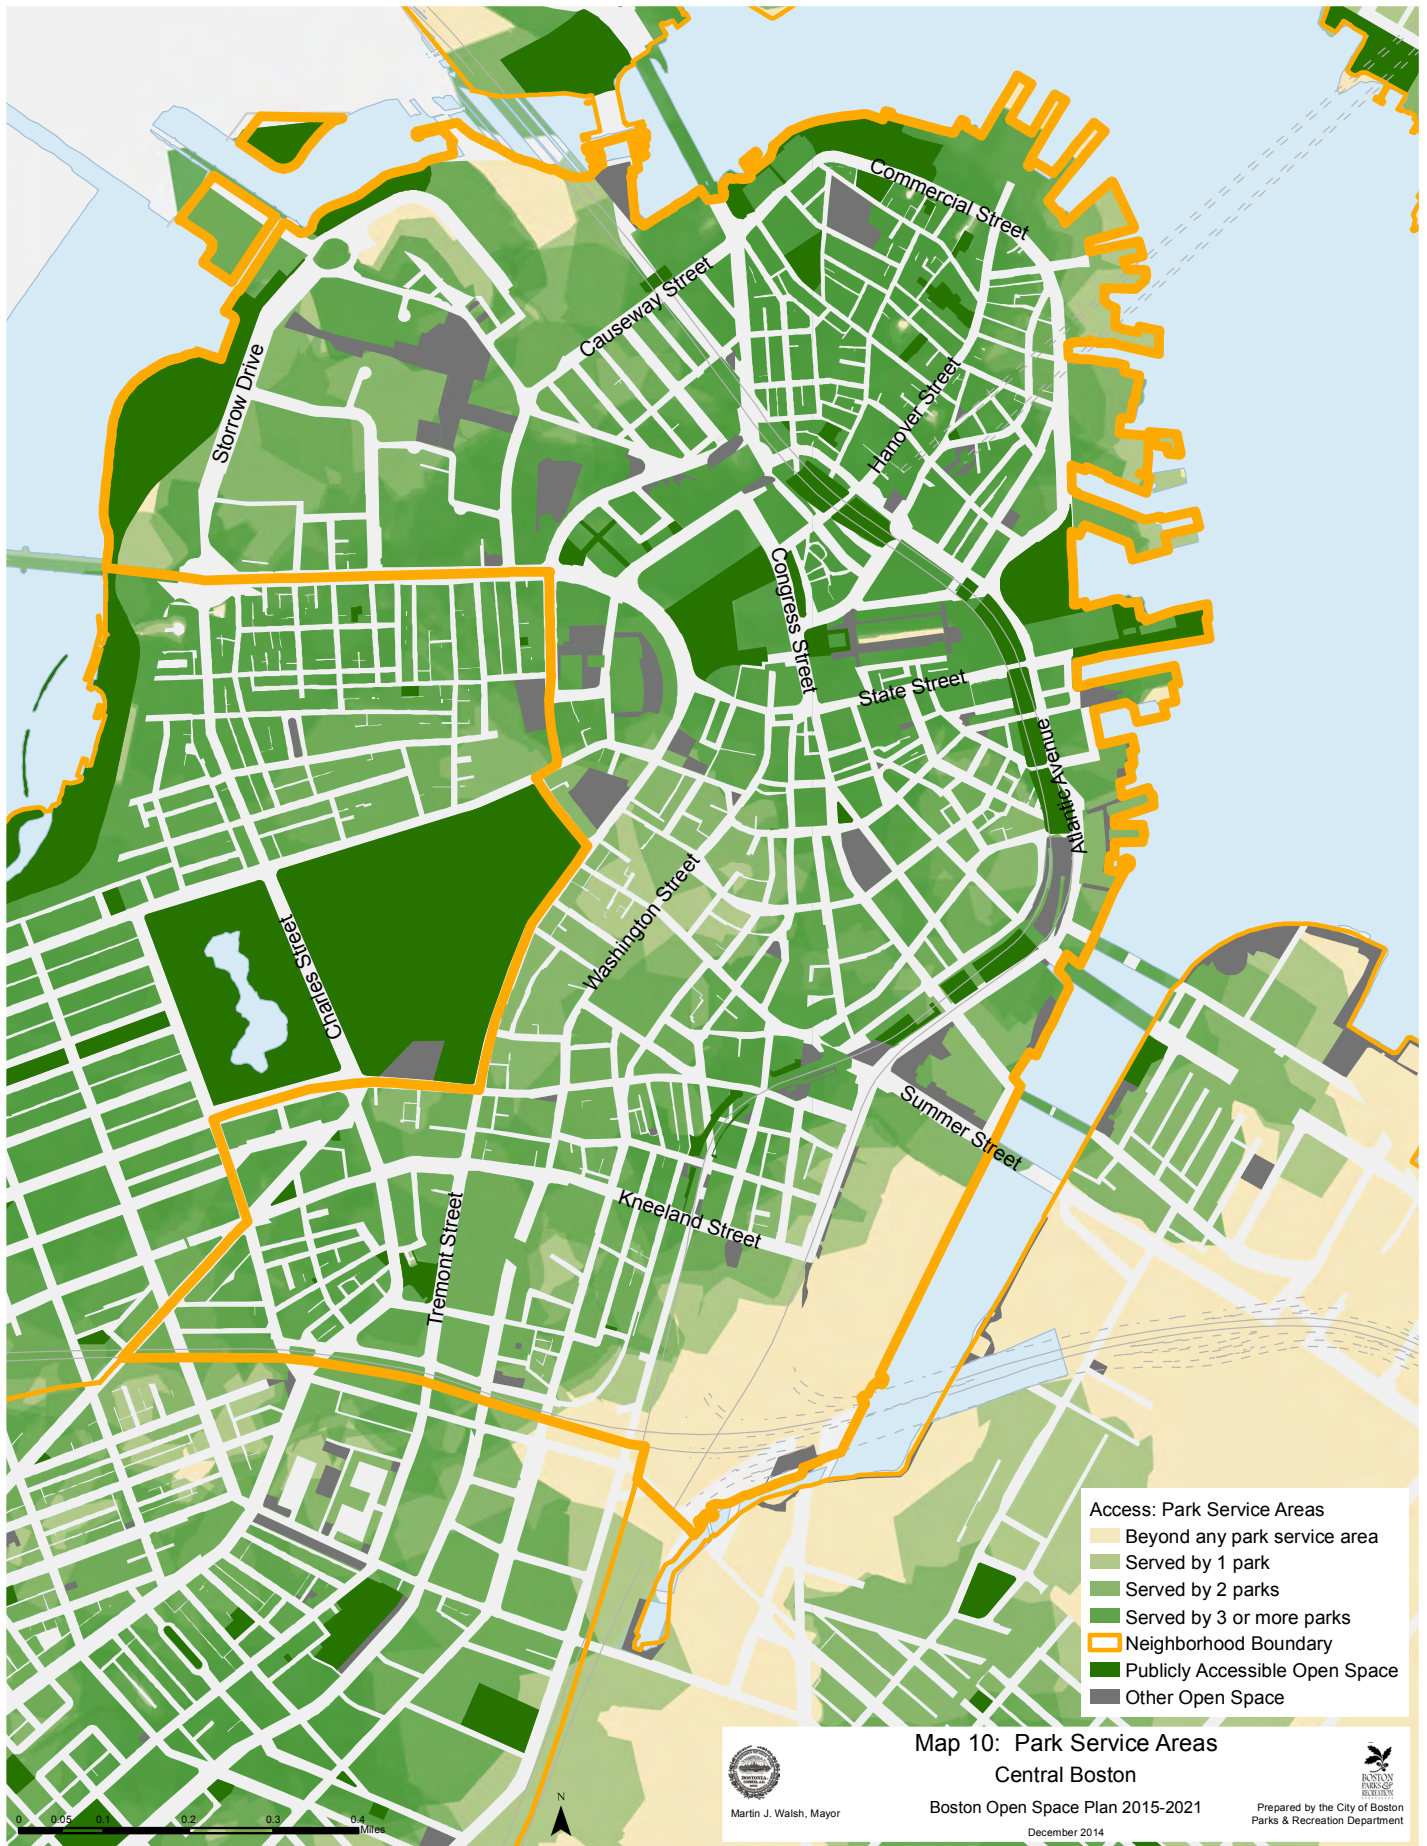 Commercial Street
Causeway Street
Storrow Drive
Hanover Street
Congress Street
State Street
Atlantic Avenue
Washington Street
Charles Street
Summer Street
Kneeland Street
Tremont Street
Access: Park Service Areas
Beyond any park service area
Served by 1 park
Served by 2 parks
Served by 3 or more parks
Neighborhood Boundary
Publicly Accessible Open Space
Other Open Space
Map 10: Park Service Areas
Central Boston
Boston Open Space Plan 2015-2021
December 2014
Martin J. Walsh, Mayor
BOSTON
PARKS &
RECREATION
Prepared by the City of Boston
Parks & Recreation Department
N
0 0.05 0.1 0.2 0.3 0.4
Miles